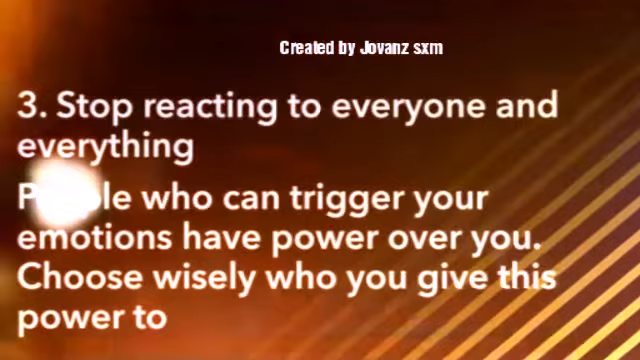 Created by Jovanz sxm
3. Stop reacting to everyone and
everything
who can trigger your
emotions have power over you.
Choose wisely who you give this
power to